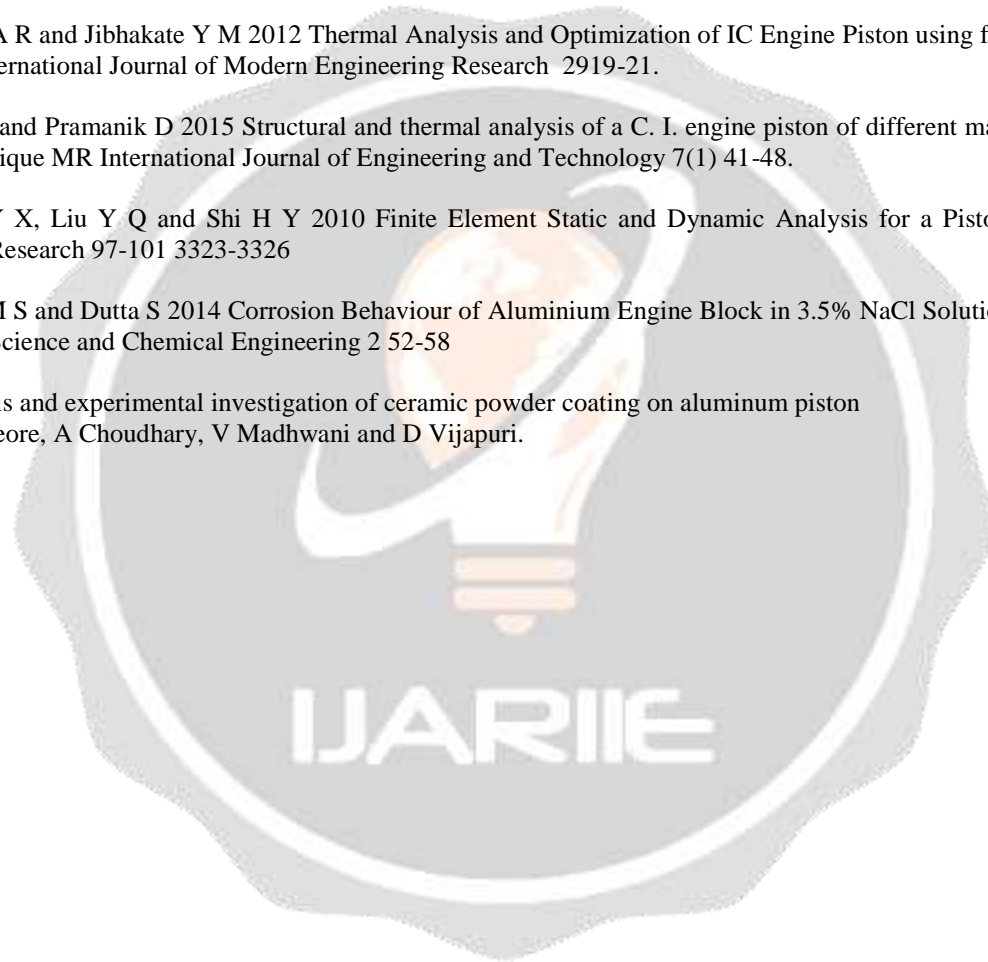 A R and Jibhakate Y M 2012 Thermal Analysis and Optimization of IC Engine Piston using f
ernational Journal of Modern Engineering Research 2919-21.
and Pramanik D 2015 Structural and thermal analysis of a C. I. engine piston of different ma
ique MR International Journal of Engineering and Technology 7(1) 41-48.
Y X, Liu Y Q and Shi H Y 2010 Finite Element Static and Dynamic Analysis for a Pisto
Research 97-101 3323-3326
M S and Dutta S 2014 Corrosion Behaviour of Aluminium Engine Block in 3.5% NaCl Soluti
Science and Chemical Engineering 2 52-58
is and experimental investigation of ceramic powder coating on aluminum piston
eore, A Choudhary, V Madhwani and D Vijapuri.
IJARIIE